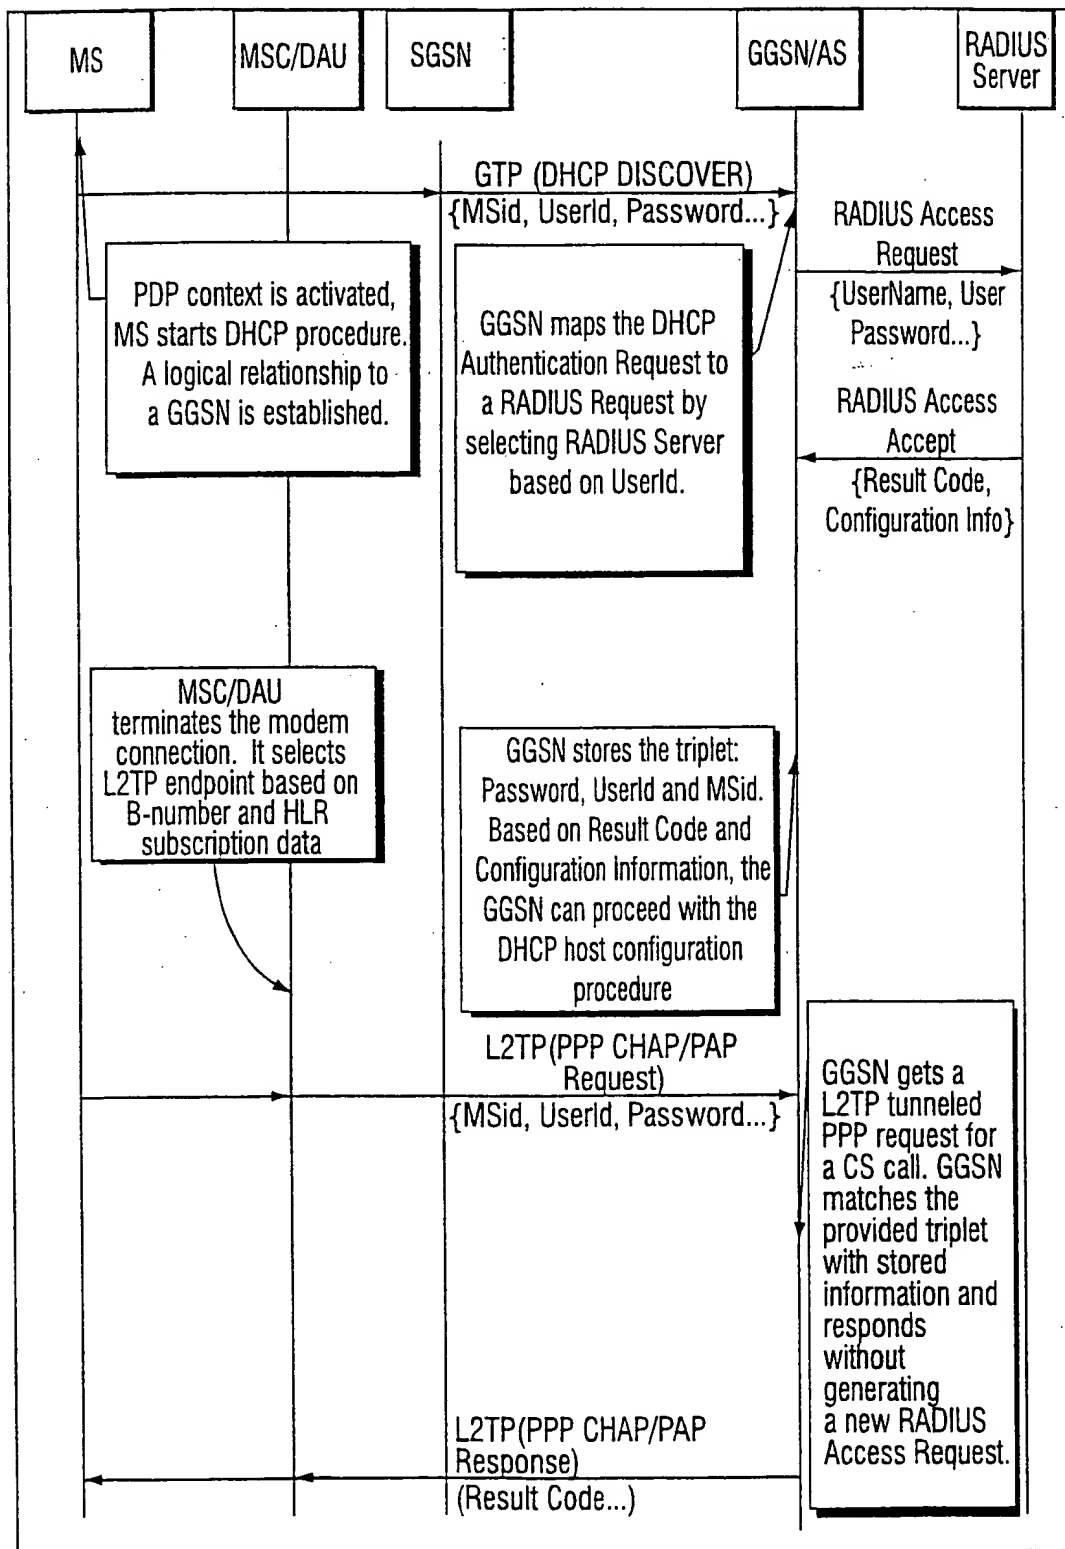 MS
MSC/DAU
SGSN
GGSN/AS
RADIUS
Server
GTP (DHCP DISCOVER)
{MSid, UserId, Password...}
RADIUS Access
Request
{UserName, User
Password...}
PDP context is activated,
MS starts DHCP procedure.
A logical relationship to
a GGSN is established.
GGSN maps the DHCP
Authentication Request to
a RADIUS Request by
selecting RADIUS Server
based on UserId.
RADIUS Access
Accept
{Result Code,
Configuration Info}
MSC/DAU
terminates the modem
connection. It selects
L2TP endpoint based on
B-number and HLR
subscription data
GGSN stores the triplet:
Password, UserId and MSid.
Based on Result Code and
Configuration Information, the
GGSN can proceed with the
DHCP host configuration
procedure
L2TP(PPP CHAP/PAP
Request)
{MSid, UserId, Password...}
GGSN gets a
L2TP tunneled
PPP request for
a CS call. GGSN
matches the
provided triplet
with stored
information and
responds
without
generating
a new RADIUS
Access Request.
L2TP(PPP CHAP/PAP
Response)
(Result Code...)